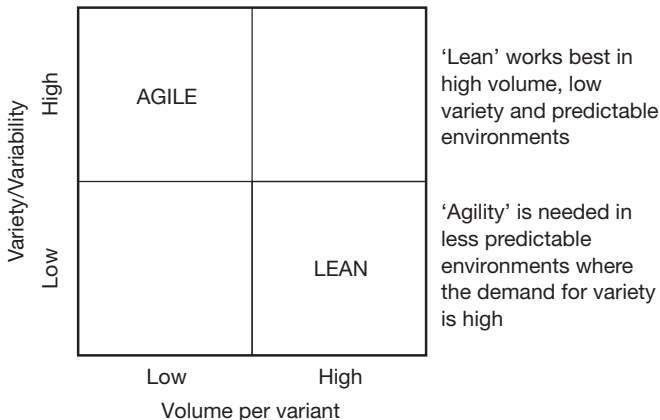 Variety/Variability
High
Low
AGILE
LEAN
Low
High
Volume per variant
‘Lean’ works best in
high volume, low
variety and predictable
environments
‘Agility’ is needed in
less predictable
environments where
the demand for variety
is high